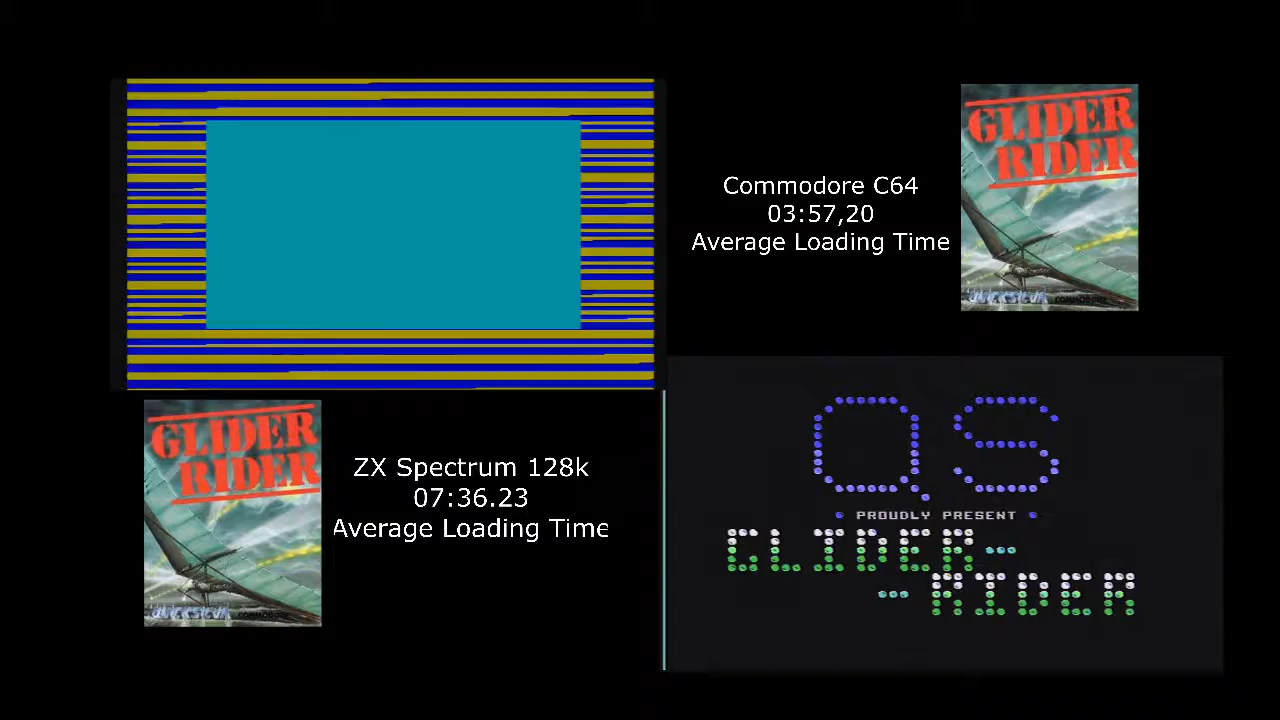 GLIDER
RIDER
Commodore C64
03:57,20
Average Loading Time
QS
PROUDLY PRESENT
GLIDER-
-RIDER
GLIDER
RIDER
ZX Spectrum 128k
07:36.23
Average Loading Time